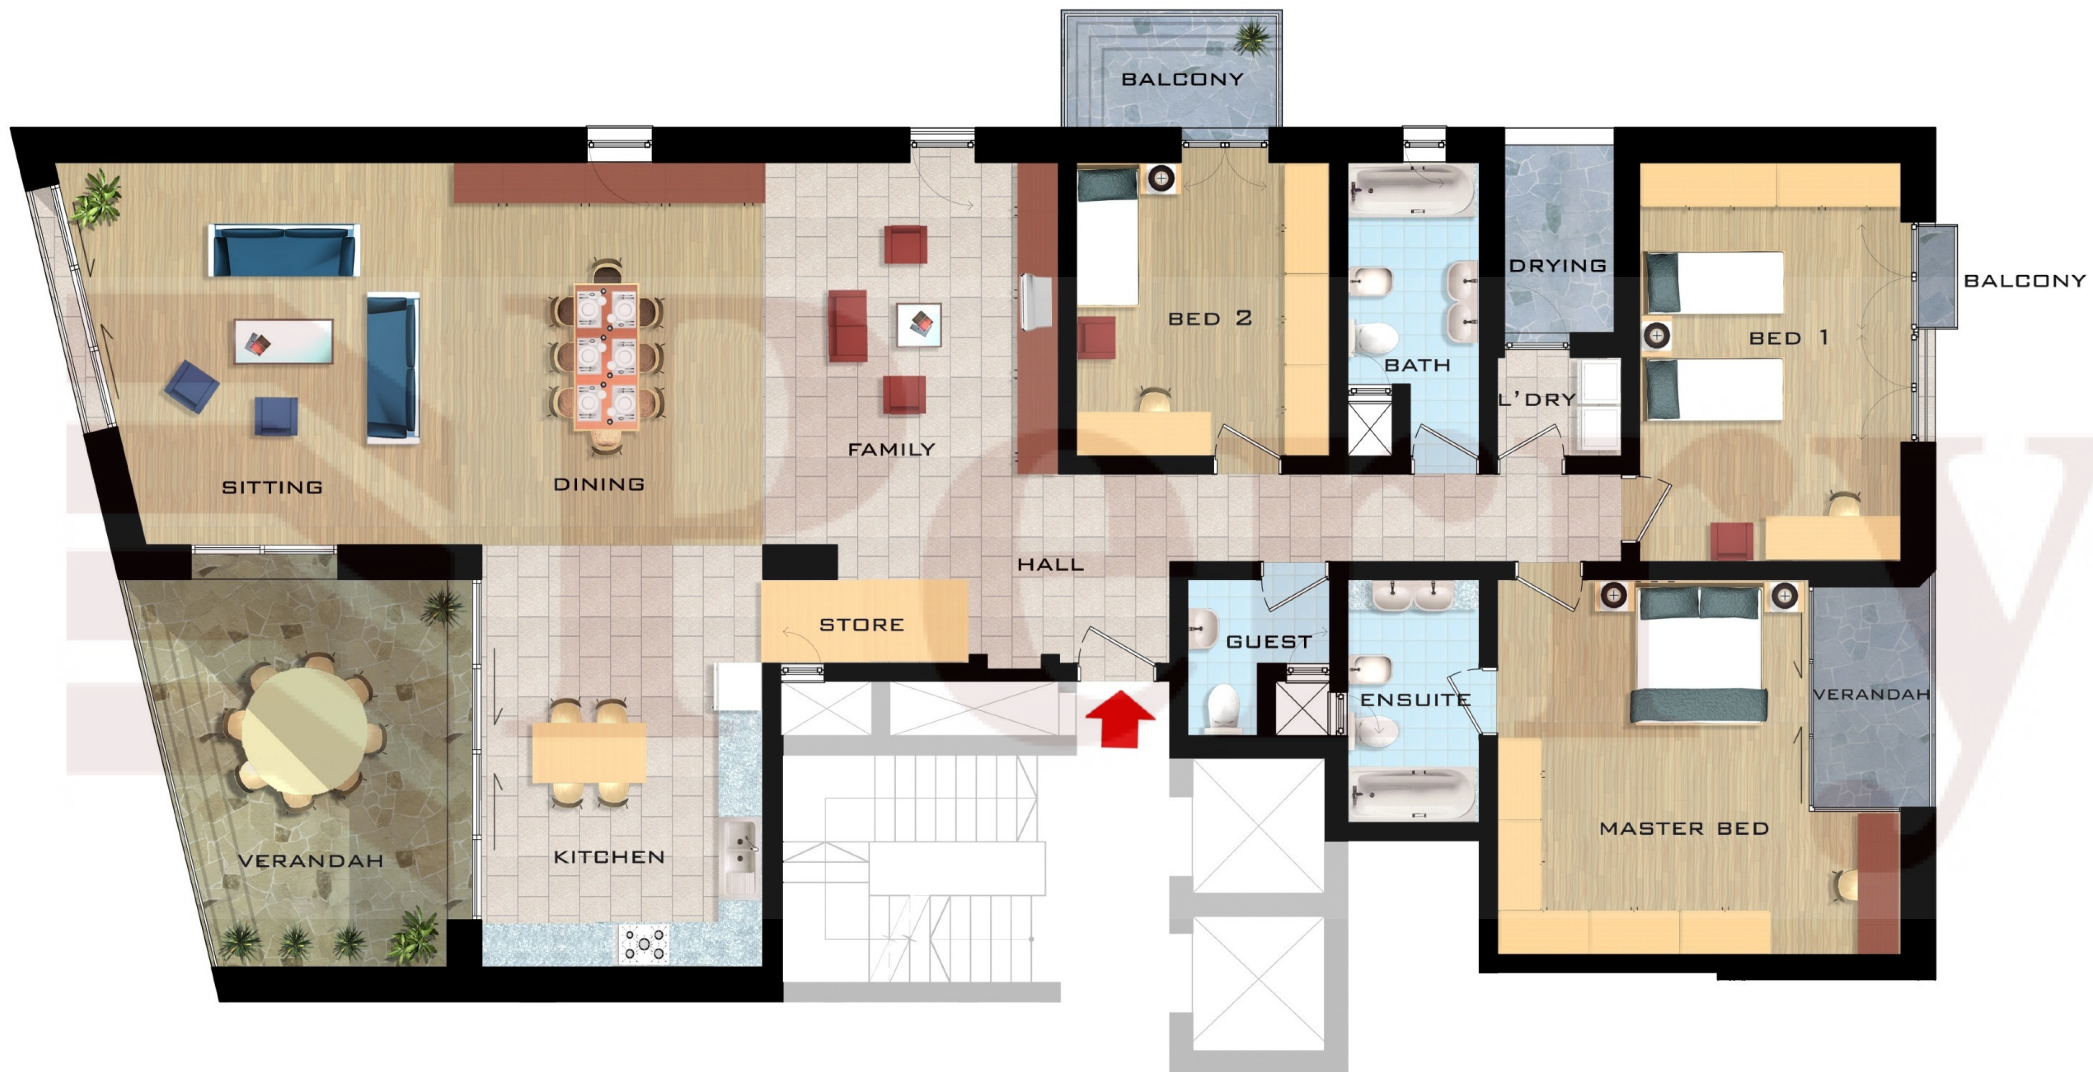 BALCONY
DRYING
BALCONY
BED 2
BED 1
BATH
L'DRY
FAMILY
SITTING
DINING
HALL
STORE
GUEST
ENSUITE
VERANDAH
MASTER BED
VERANDAH
KITCHEN
Perry